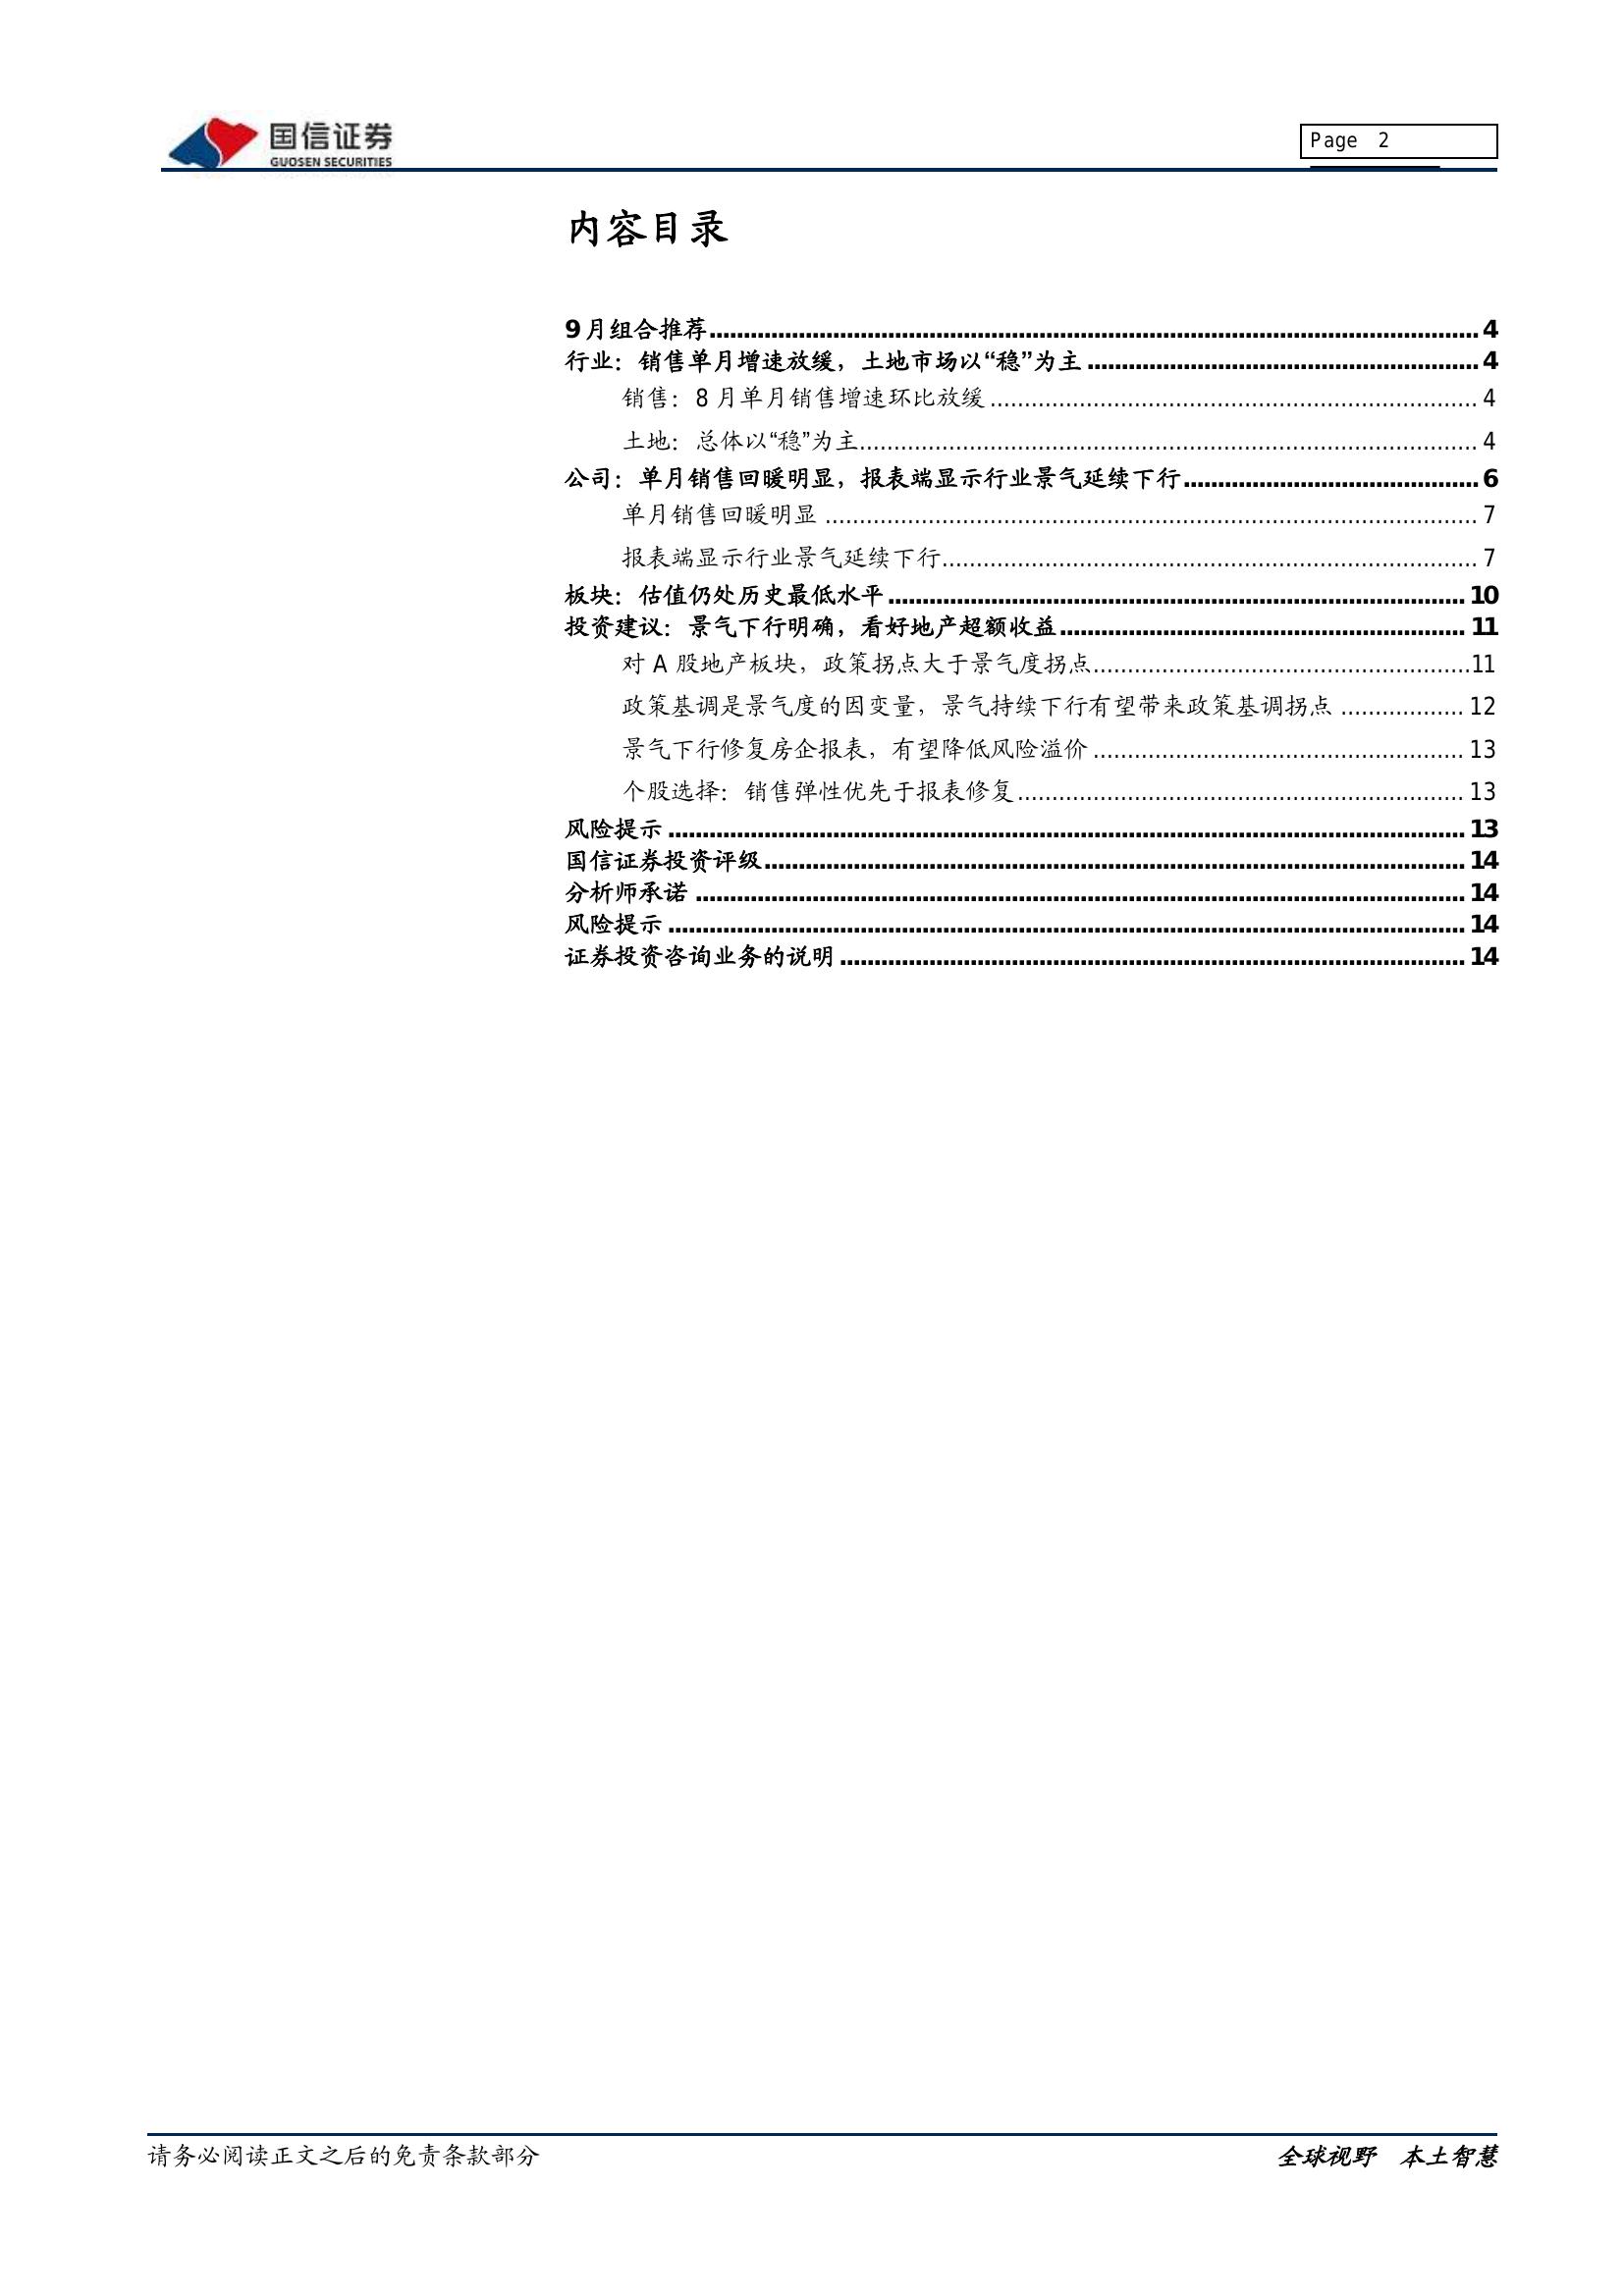 国信证券
GUOSEN SECURITIES
Page 2
内容目录
9月组合推荐 4
行业：销售单月增速放缓，土地市场以“稳”为主 4
销售：8 月单月销售增速环比放缓 4
土地：总体以“稳”为主 4
公司：单月销售回暖明显，报表端显示行业景气延续下行 6
单月销售回暖明显 7
报表端显示行业景气延续下行 7
板块：估值仍处历史最低水平 10
投资建议：景气下行明确，看好地产超额收益 11
对 A 股地产板块，政策拐点大于景气度拐点 11
政策基调是景气度的因变量，景气持续下行有望带来政策基调拐点 12
景气下行修复房企报表，有望降低风险溢价 13
个股选择：销售弹性优先于报表修复 13
风险提示 13
国信证券投资评级 14
分析师承诺 14
风险提示 14
证券投资咨询业务的说明 14
请务必阅读正文之后的免责条款部分
全球视野 本土智慧